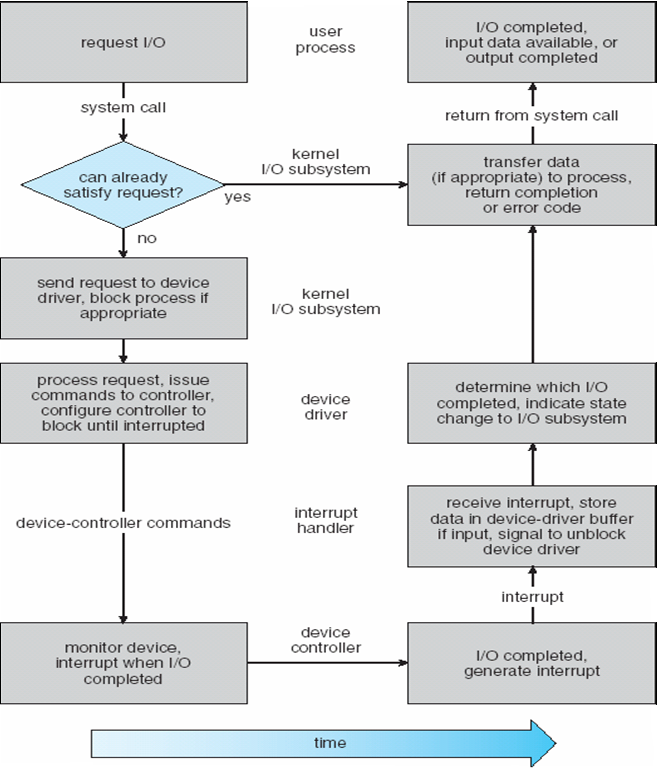 request I/O
user
process
I/O completed,
input data available, or
output completed
system call
return from system call
can already
satisfy request?
kernel
I/O subsystem
yes
transfer data
(if appropriate) to process,
return completion
or error code
no
send request to device
driver, block process if
appropriate
kernel
I/O subsystem
process request, issue
commands to controller,
configure controller to
block until interrupted
device
driver
determine which I/O
completed, indicate state
change to I/O subsystem
device-controller commands
interrupt
handler
receive interrupt, store
data in device-driver buffer
if input, signal to unblock
device driver
interrupt
monitor device,
interrupt when I/O
completed
device
controller
I/O completed,
generate interrupt
time